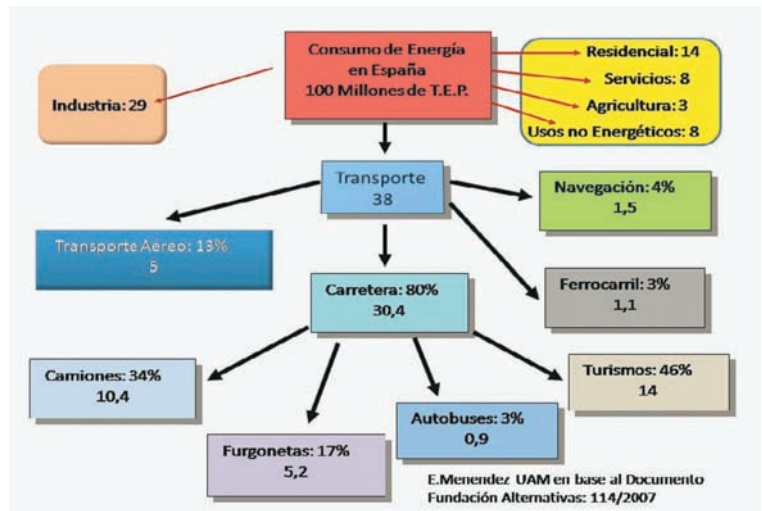 Consumo de Energía
en España
100 Millones de T.E.P.
Residencial: 14
Servicios: 8
Agricultura: 3
Usos no Energéticos: 8
Industria: 29
Transporte
38
Navegación: 4%
1,5
Transporte Aéreo: 13%
5
Carretera: 80%
30,4
Ferrocarril: 3%
1,1
Camiones: 34%
10,4
Furgonetas: 17%
5,2
Autobuses: 3%
0,9
Turismos: 46%
14
E.Menendez UAM en base al Documento
Fundación Alternativas: 114/2007